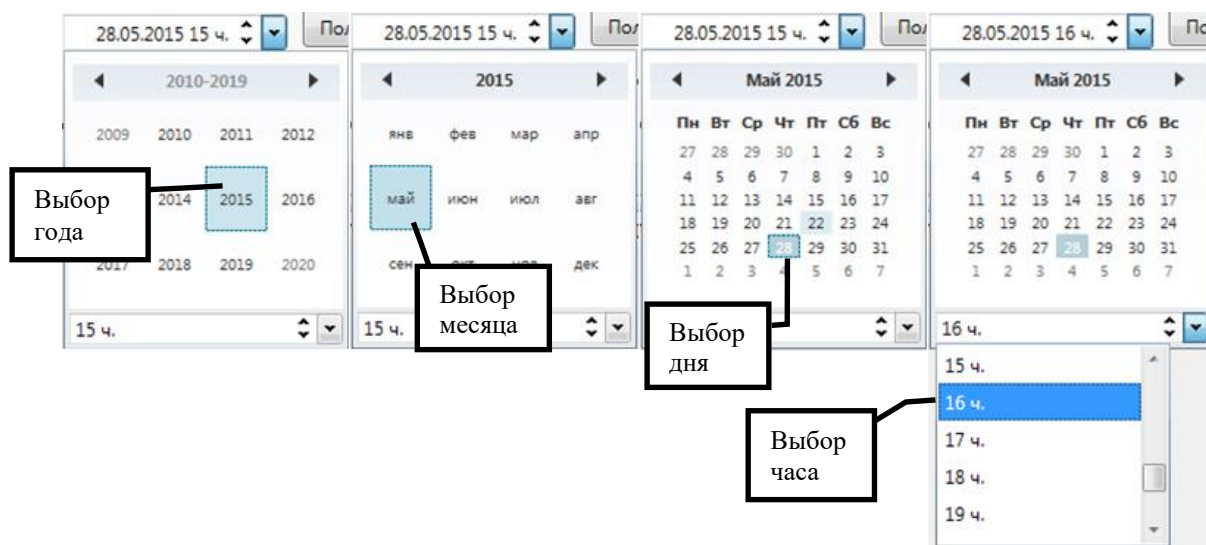 28.05.2015 15 ч.
28.05.2015 15 ч.
28.05.2015 15 ч.
28.05.2015 16 ч.
2010-2019
2009 2010 2011 2012
2014 2015 2016
2017 2018 2019 2020
15 ч.
Выбор
года
2015
янв фев мар апр
май июн июл авг
сен окт ноя дек
15 ч.
Выбор
месяца
Май 2015
Пн Вт Ср Чт Пт Сб Вс
27 28 29 30 1 2 3
4 5 6 7 8 9 10
11 12 13 14 15 16 17
18 19 20 21 22 23 24
25 26 27 28 29 30 31
1 2 3 4 5 6 7
Выбор
дня
Май 2015
Пн Вт Ср Чт Пт Сб Вс
27 28 29 30 1 2 3
4 5 6 7 8 9 10
11 12 13 14 15 16 17
18 19 20 21 22 23 24
25 26 27 28 29 30 31
1 2 3 4 5 6 7
16 ч.
15 ч.
16 ч.
17 ч.
18 ч.
19 ч.
Выбор
часа